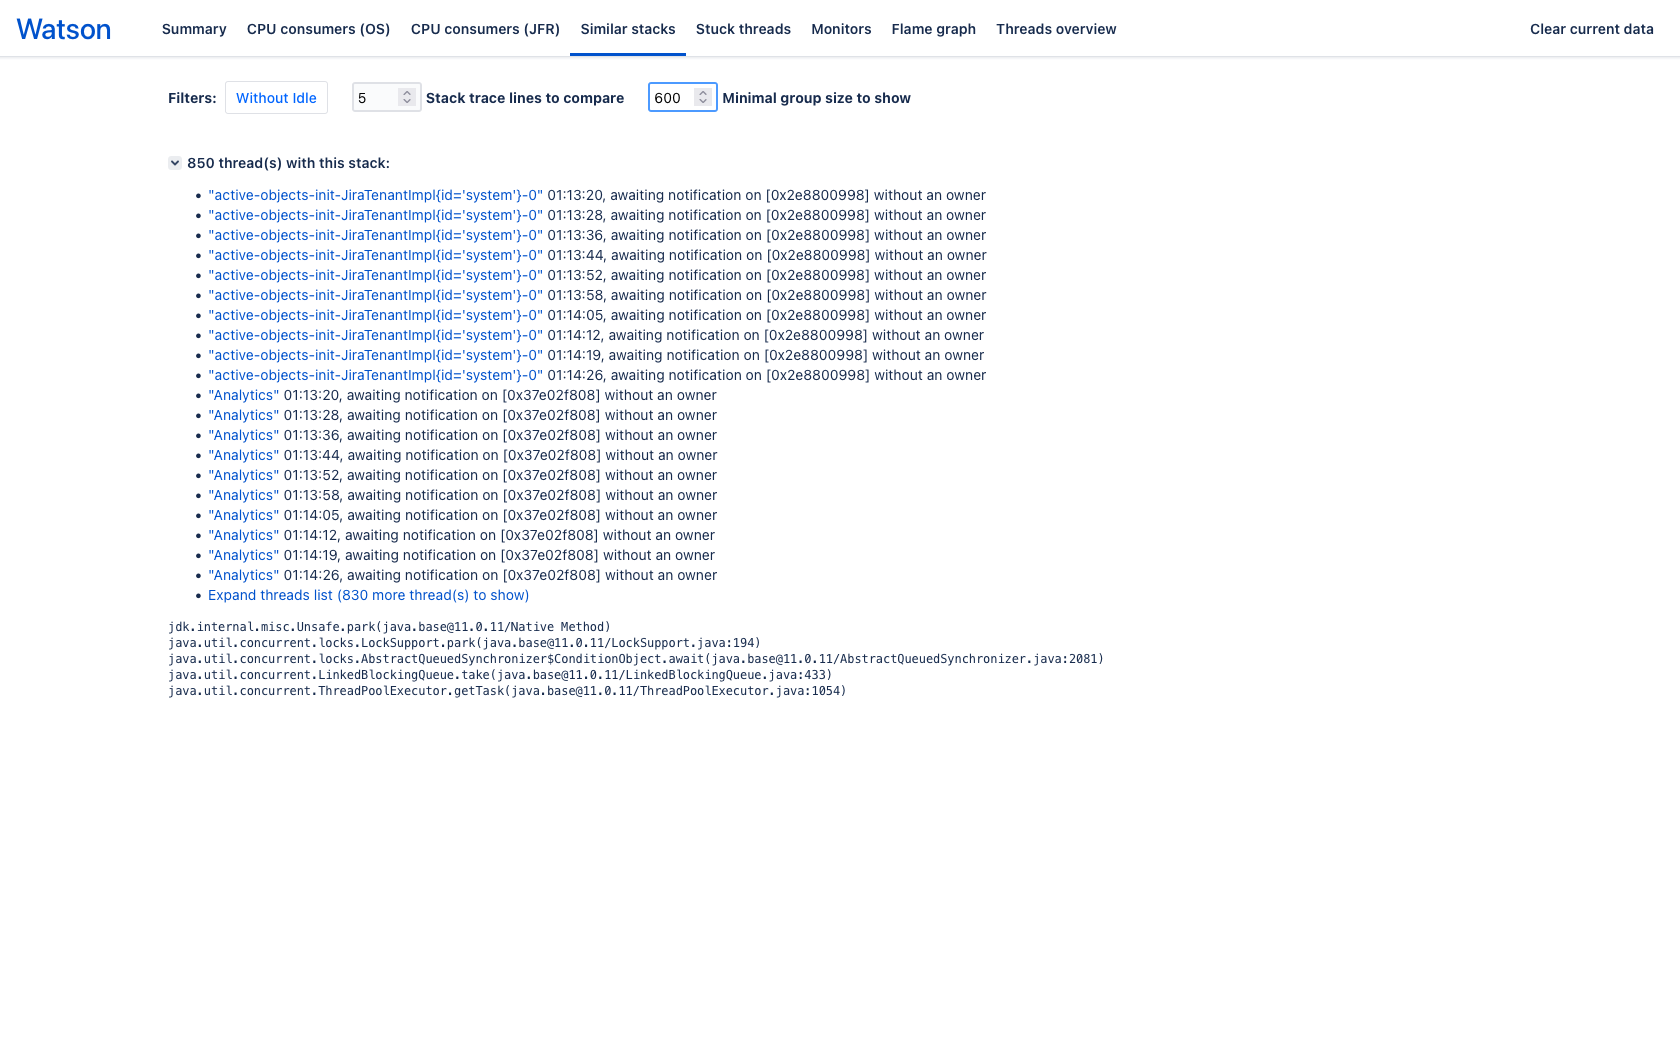 Watson
Summary CPU consumers (OS) CPU consumers (JFR) Similar stacks Stuck threads Monitors Flame graph Threads overview Clear current data
Filters: Without Idle 5 Stack trace lines to compare 600 Minimal group size to show
850 thread(s) with this stack:
• "active-objects-init-JiraTenantImpl{id='system'}-0" 01:13:20, awaiting notification on [0x2e8800998] without an owner
• "active-objects-init-JiraTenantImpl{id='system'}-0" 01:13:28, awaiting notification on [0x2e8800998] without an owner
• "active-objects-init-JiraTenantImpl{id='system'}-0" 01:13:36, awaiting notification on [0x2e8800998] without an owner
• "active-objects-init-JiraTenantImpl{id='system'}-0" 01:13:44, awaiting notification on [0x2e8800998] without an owner
• "active-objects-init-JiraTenantImpl{id='system'}-0" 01:13:52, awaiting notification on [0x2e8800998] without an owner
• "active-objects-init-JiraTenantImpl{id='system'}-0" 01:13:58, awaiting notification on [0x2e8800998] without an owner
• "active-objects-init-JiraTenantImpl{id='system'}-0" 01:14:05, awaiting notification on [0x2e8800998] without an owner
• "active-objects-init-JiraTenantImpl{id='system'}-0" 01:14:12, awaiting notification on [0x2e8800998] without an owner
• "active-objects-init-JiraTenantImpl{id='system'}-0" 01:14:19, awaiting notification on [0x2e8800998] without an owner
• "active-objects-init-JiraTenantImpl{id='system'}-0" 01:14:26, awaiting notification on [0x2e8800998] without an owner
• "Analytics" 01:13:20, awaiting notification on [0x37e02f808] without an owner
• "Analytics" 01:13:28, awaiting notification on [0x37e02f808] without an owner
• "Analytics" 01:13:36, awaiting notification on [0x37e02f808] without an owner
• "Analytics" 01:13:44, awaiting notification on [0x37e02f808] without an owner
• "Analytics" 01:13:52, awaiting notification on [0x37e02f808] without an owner
• "Analytics" 01:13:58, awaiting notification on [0x37e02f808] without an owner
• "Analytics" 01:14:05, awaiting notification on [0x37e02f808] without an owner
• "Analytics" 01:14:12, awaiting notification on [0x37e02f808] without an owner
• "Analytics" 01:14:19, awaiting notification on [0x37e02f808] without an owner
• "Analytics" 01:14:26, awaiting notification on [0x37e02f808] without an owner
• Expand threads list (830 more thread(s) to show)
jdk.internal.misc.Unsafe.park(java.base@11.0.11/Native Method)
java.util.concurrent.locks.LockSupport.park(java.base@11.0.11/LockSupport.java:194)
java.util.concurrent.locks.AbstractQueuedSynchronizer$ConditionObject.await(java.base@11.0.11/AbstractQueuedSynchronizer.java:2081)
java.util.concurrent.LinkedBlockingQueue.take(java.base@11.0.11/LinkedBlockingQueue.java:433)
java.util.concurrent.ThreadPoolExecutor.getTask(java.base@11.0.11/ThreadPoolExecutor.java:1054)